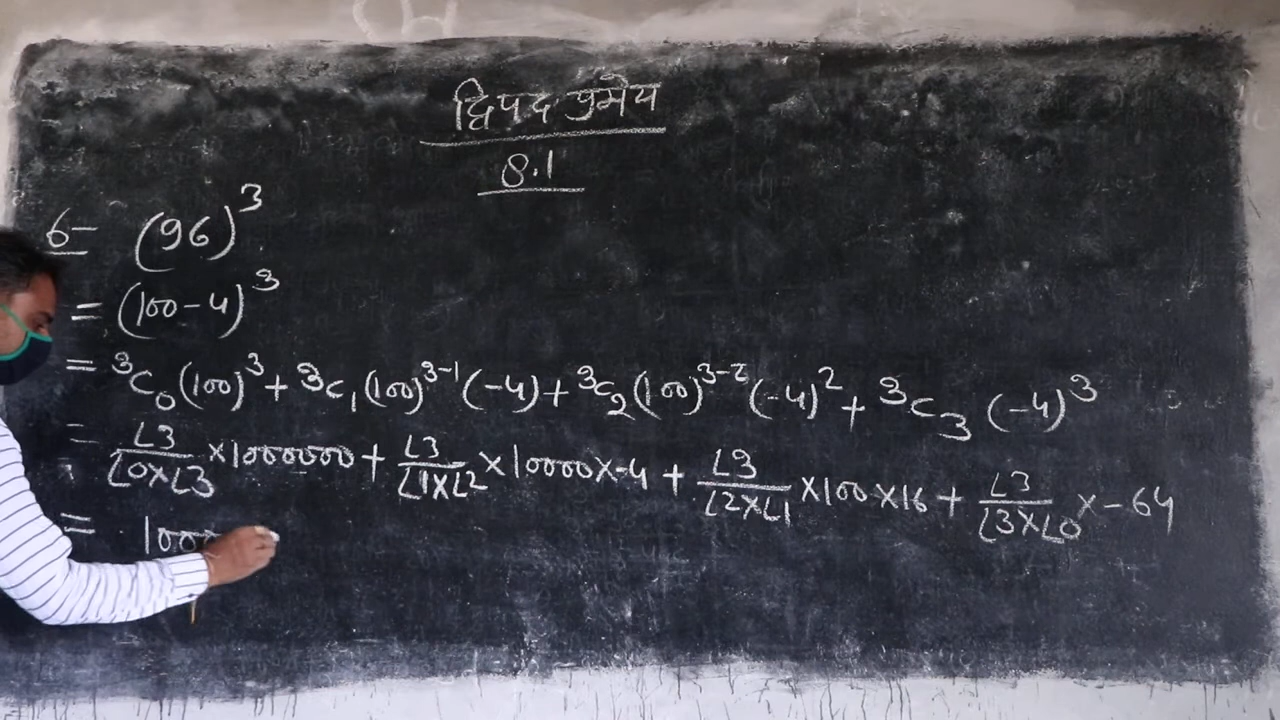 द्विपद प्रमेय
8.1
6- (96)³
= (100-4)³
= ³C₀(100)³ + ³C₁(100)³⁻¹(-4) + ³C₂(100)³⁻²(-4)² + ³C₃(-4)³
= ∠3/∠0×∠3 ×1000000 + ∠3/∠1×∠2 ×10000×-4 + ∠3/∠2×∠1 ×100×16 + ∠3/∠3×∠0 ×-64
= 100